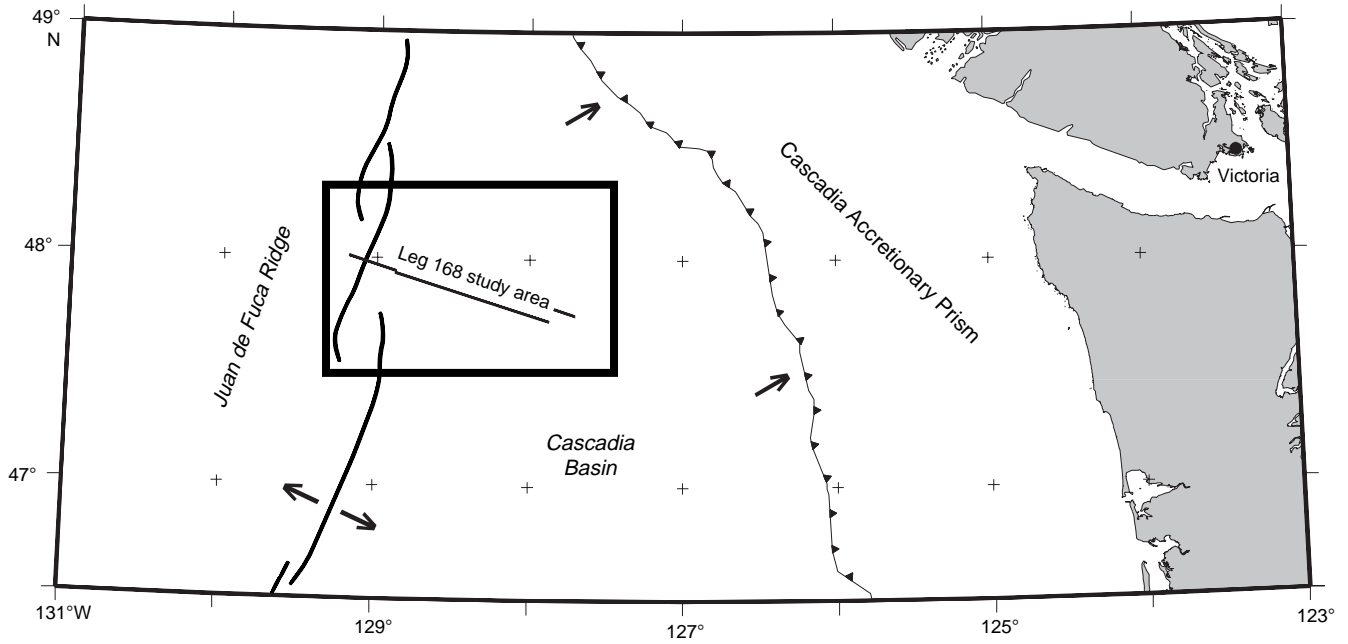 49°
N
Victoria
Cascadia Accretionary Prism
48°
Juan de Fuca Ridge
Leg 168 study area
Cascadia
Basin
47°
131°W
129°
127°
125°
123°